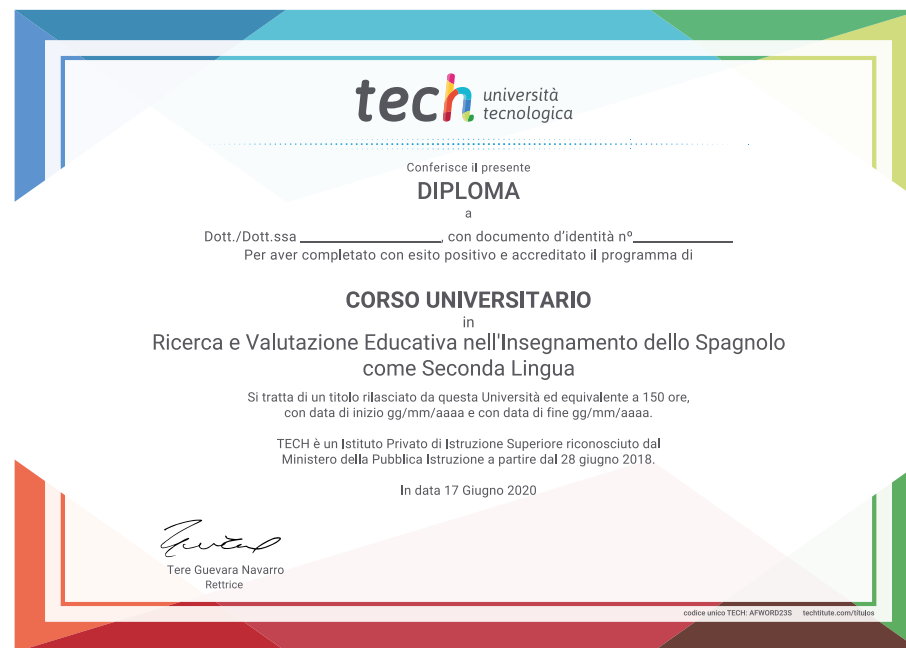 tech università
tecnologica
Conferisce il presente
DIPLOMA
a
Dott./Dott.ssa ____________________, con documento d'identità nº______________
Per aver completato con esito positivo e accreditato il programma di
CORSO UNIVERSITARIO
in
Ricerca e Valutazione Educativa nell'Insegnamento dello Spagnolo
come Seconda Lingua
Si tratta di un titolo rilasciato da questa Università ed equivalente a 150 ore,
con data di inizio gg/mm/aaaa e con data di fine gg/mm/aaaa.
TECH è un Istituto Privato di Istruzione Superiore riconosciuto dal
Ministero della Pubblica Istruzione a partire dal 28 giugno 2018.
In data 17 Giugno 2020
Tere Guevara Navarro
Rettrice
codice unico TECH: AFWORD23S techtitute.com/títulos